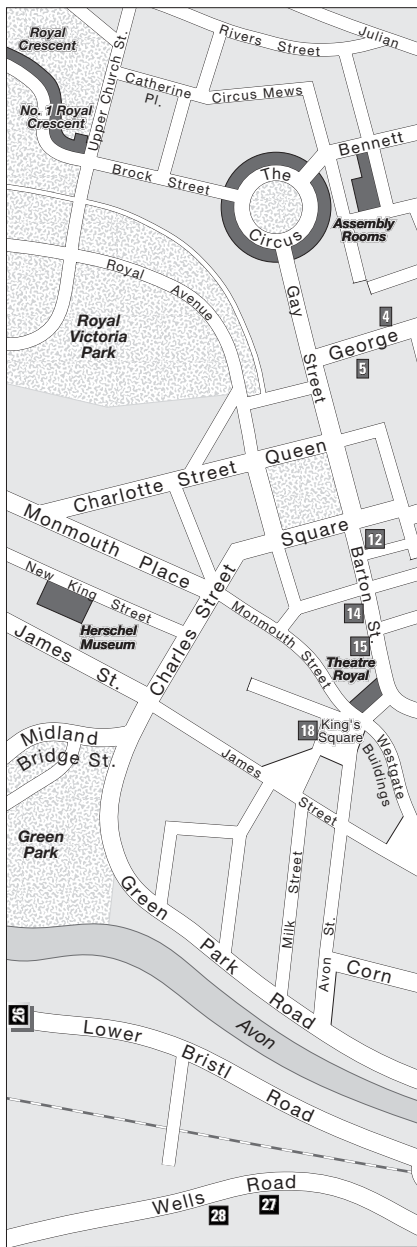 Royal
Crescent
Rivers Street
Julian
Upper Church St.
Catherine
Pl.
Circus Mews
No. 1 Royal
Crescent
Bennett
Brock Street
The
Circus
Assembly
Rooms
Royal Avenue
Gay Street
4
George
5
Royal
Victoria
Park
Queen
Charlotte Street
Square
12
Monmouth Place
Barton St.
New King Street
Charles Street
Monmouth Street
14
15
Herschel
Museum
Theatre
Royal
James St.
18
King's
Square
Westgate
Buildings
Midland
Bridge St.
James Street
Green
Park
Milk Street
Avon St.
Green Park Road
Corn
26
Avon
Lower Bristl Road
Wells Road
28
27